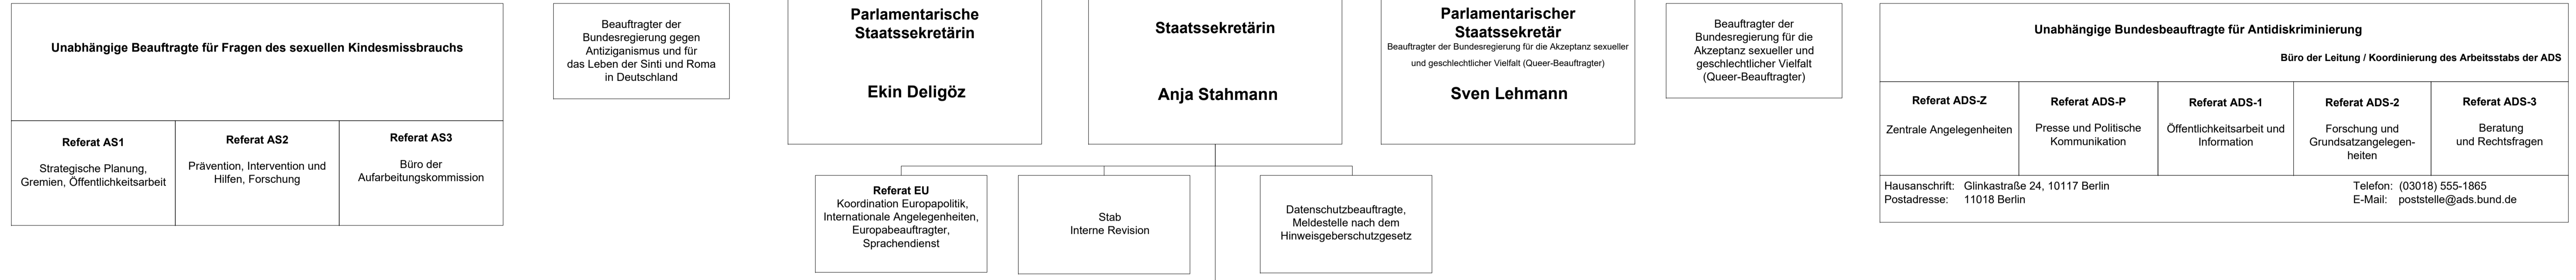 Unabhängige Beauftragte für Fragen des sexuellen Kindesmissbrauchs
Referat AS1
Strategische Planung,
Gremien, Öffentlichkeitsarbeit
Referat AS2
Prävention, Intervention und
Hilfen, Forschung
Referat AS3
Büro der
Aufarbeitungskommission
Beauftragter der
Bundesregierung gegen
Antiziganismus und für
das Leben der Sinti und Roma
in Deutschland
Parlamentarische
Staatssekretärin
Ekin Deligöz
Staatssekretärin
Anja Stahmann
Parlamentarischer
Staatssekretär
Beauftragter der Bundesregierung für die Akzeptanz sexueller
und geschlechtlicher Vielfalt (Queer-Beauftragter)
Sven Lehmann
Referat EU
Koordination Europapolitik,
Internationale Angelegenheiten,
Europabeauftragter,
Sprachendienst
Stab
Interne Revision
Datenschutzbeauftragte,
Meldestelle nach dem
Hinweisgeberschutzgesetz
Beauftragter der
Bundesregierung für die
Akzeptanz sexueller und
geschlechtlicher Vielfalt
(Queer-Beauftragter)
Unabhängige Bundesbeauftragte für Antidiskriminierung
Büro der Leitung / Koordinierung des Arbeitsstabs der ADS
Referat ADS-Z
Zentrale Angelegenheiten
Referat ADS-P
Presse und Politische
Kommunikation
Referat ADS-1
Öffentlichkeitsarbeit und
Information
Referat ADS-2
Forschung und
Grundsatzangelegen-
heiten
Referat ADS-3
Beratung
und Rechtsfragen
Hausanschrift: Glinkastraße 24, 10117 Berlin
Postadresse: 11018 Berlin
Telefon: (03018) 555-1865
E-Mail: poststelle@ads.bund.de